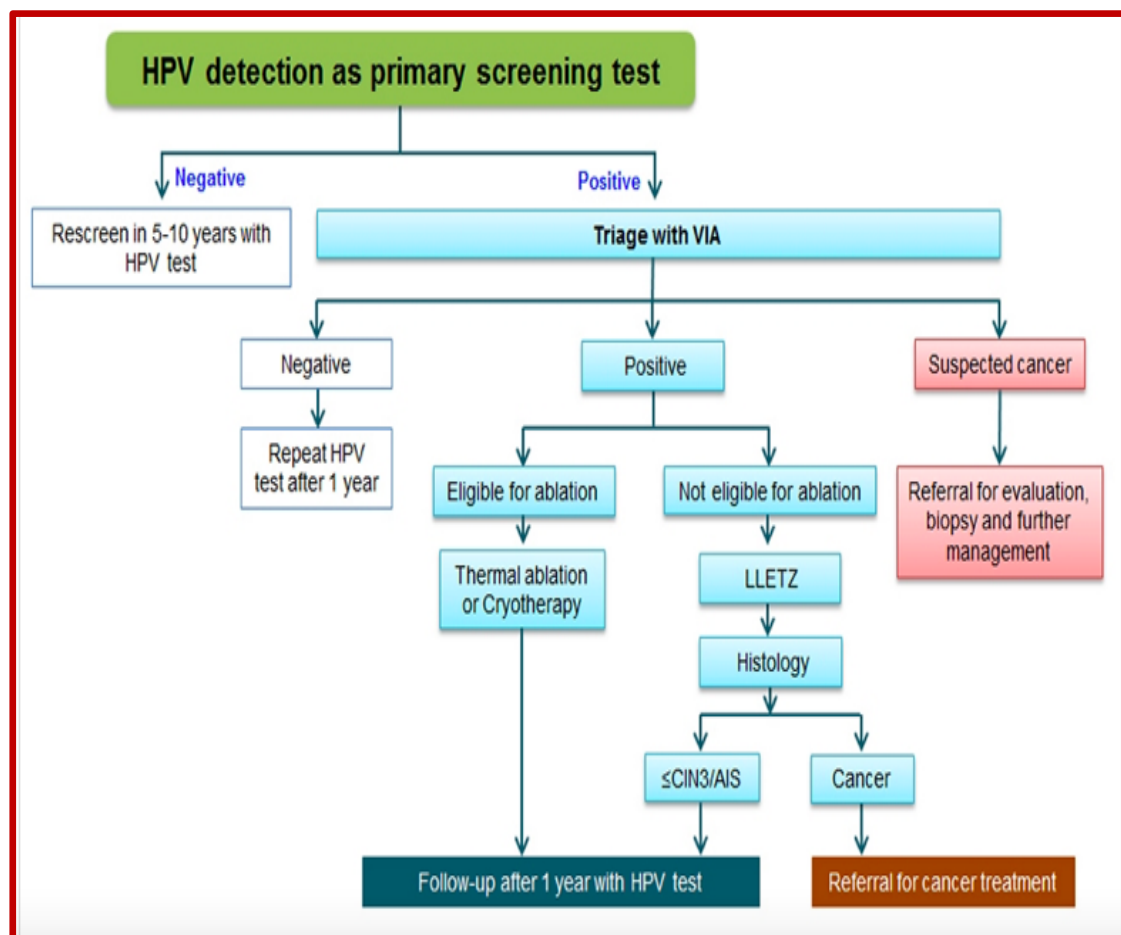 HPV detection as primary screening test
Negative
Positive
Rescreen in 5-10 years with
HPV test
Triage with VIA
Negative
Positive
Suspected cancer
Repeat HPV
test after 1 year
Eligible for ablation
Not eligible for ablation
Referral for evaluation,
biopsy and further
management
Thermal ablation
or Cryotherapy
LLETZ
Histology
≤CIN3/AIS
Cancer
Follow-up after 1 year with HPV test
Referral for cancer treatment